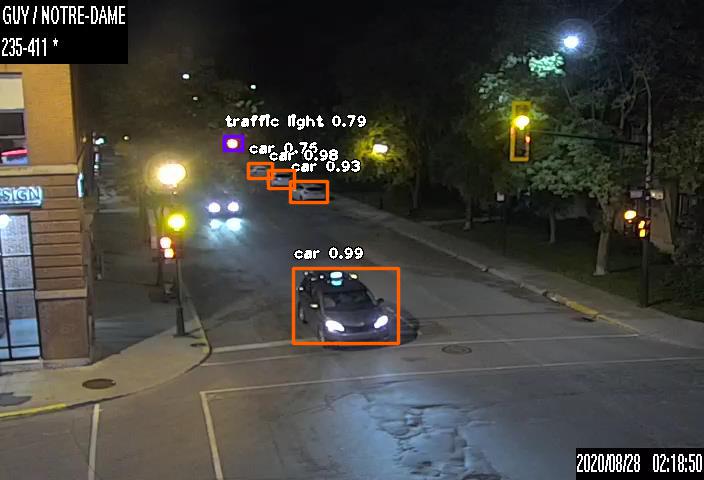 GUY / NOTRE-DAME
235-411 *
traffic light 0.79
car 0.76
car 0.98
car 0.93
SIGN
car 0.99
2020/08/28 02:18:50